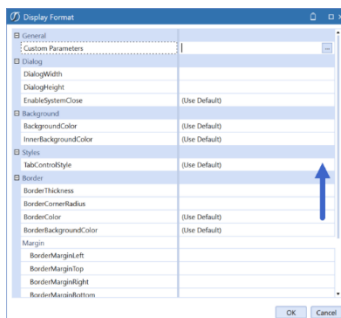 Display Format
General
Custom Parameters ...
Dialog
DialogWidth
DialogHeight
EnableSystemClose (Use Default)
Background
BackgroundColor (Use Default)
InnerBackgroundColor (Use Default)
Styles
TabControlStyle (Use Default)
Border
BorderThickness
BorderCornerRadius
BorderColor (Use Default)
BorderBackgroundColor (Use Default)
Margin
BorderMarginLeft
BorderMarginTop
BorderMarginRight
BorderMarginBottom
OK Cancel